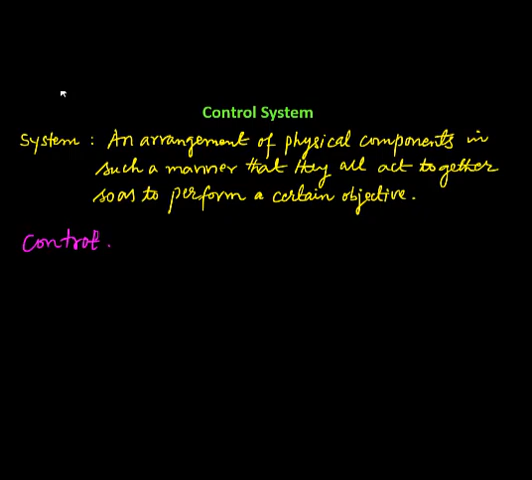 Control System
System : An arrangement of physical components in
such a manner that they all act together
so as to perform a certain objective.
Control.